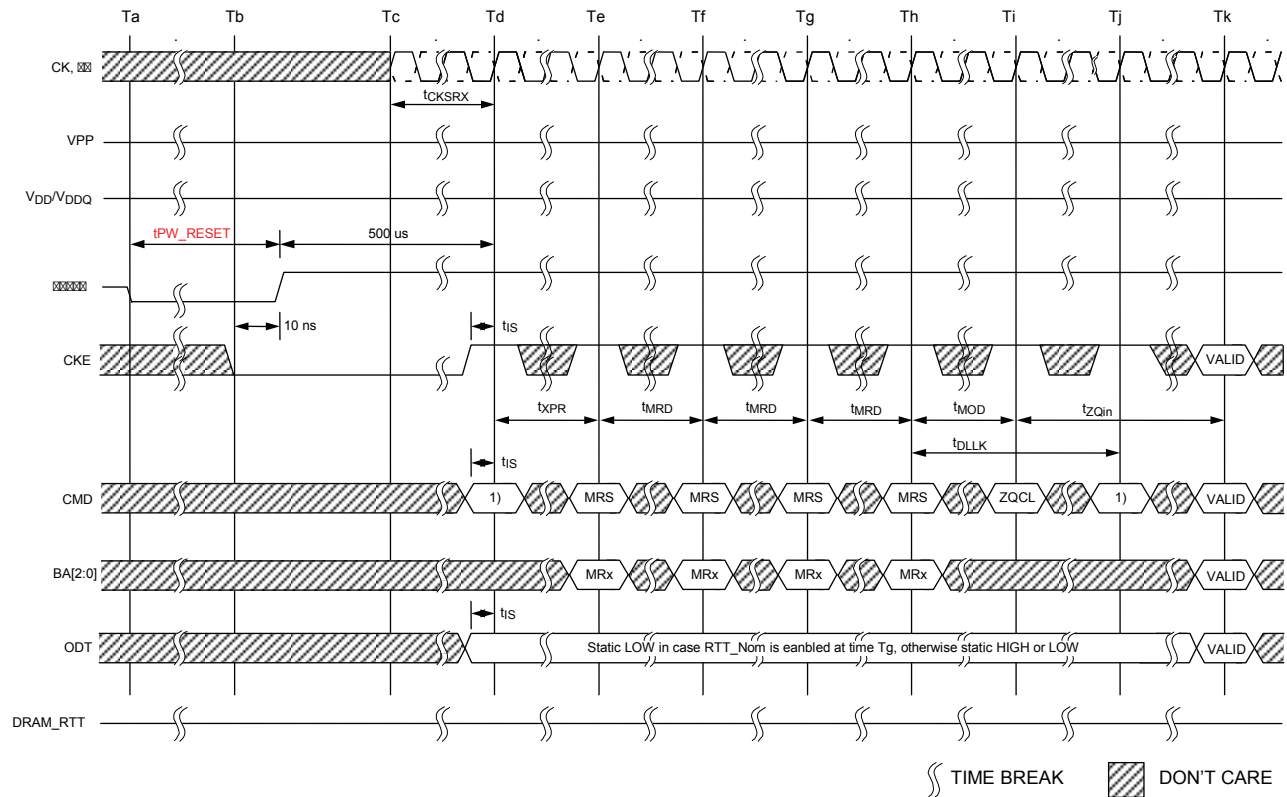 Ta Tb Tc Td Te Tf Tg Th Ti Tj Tk
CK,
tCKSRX
VPP
VDD/VDDQ
tPW_RESET 500 us
10 ns tIS
CKE VALID
tXPR tMRD tMRD tMRD tMOD tZQin
tDLLK
tIS
CMD 1) MRS MRS MRS MRS ZQCL 1) VALID
BA[2:0] MRx MRx MRx MRx VALID
tIS
ODT Static LOW in case RTT_Nom is eanbled at time Tg, otherwise static HIGH or LOW VALID
DRAM_RTT
TIME BREAK DON'T CARE